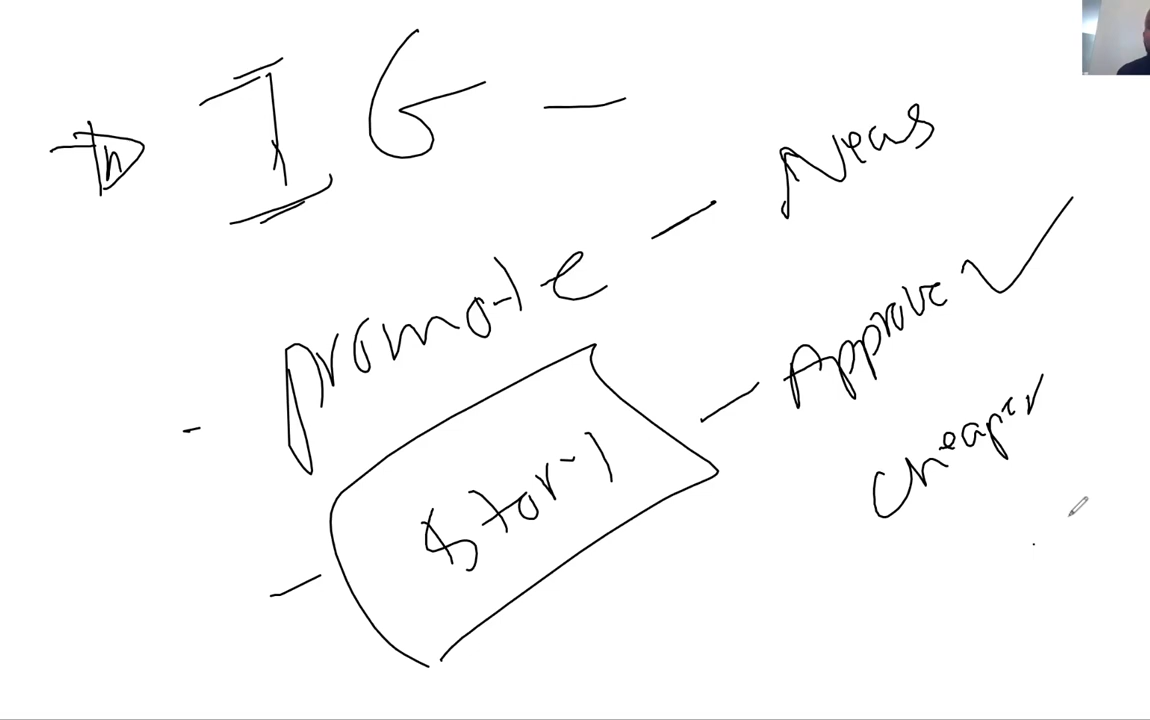 IG -
- promote - News
- Story - Approve ✓
Cheaper